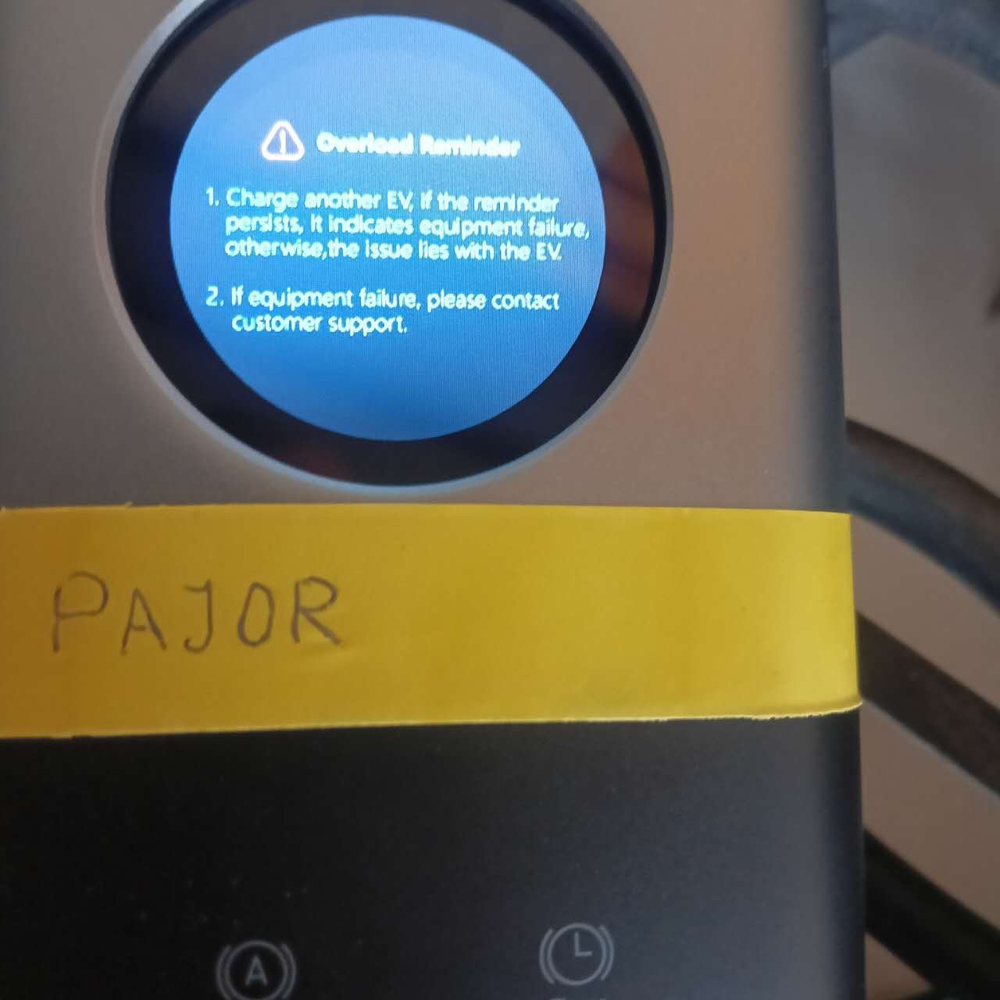 Overload Reminder
1. Charge another EV, if the reminder
persists, it indicates equipment failure,
otherwise,the issue lies with the EV.
2. If equipment failure, please contact
customer support.
PAJOR
A